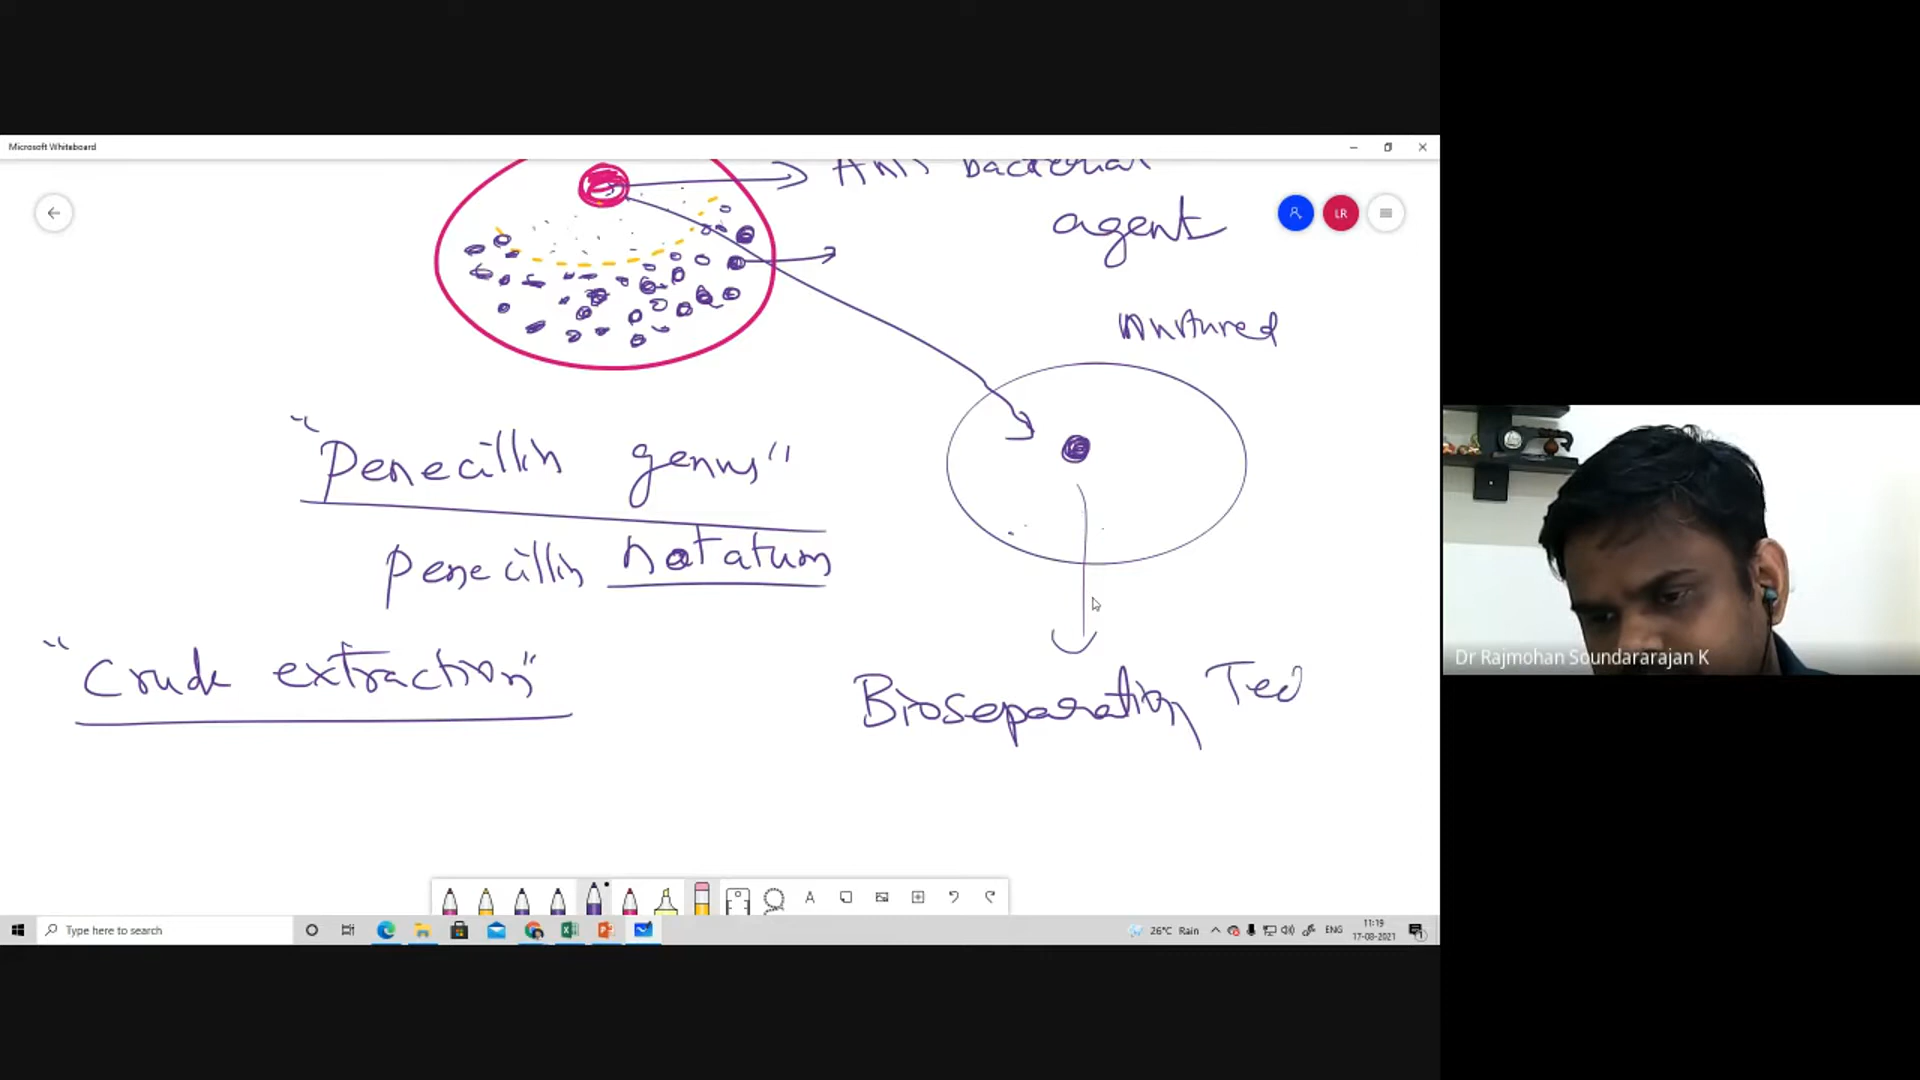 Microsoft Whiteboard
Anti bacterial
agent
LR
nurtured
"Penecillin genus"
penecillin notatum
"Crude extraction"
Bioseparation Tec
Dr Rajmohan Soundararajan K
A
Type here to search
26°C Rain
ENG
11:19
17-08-2021